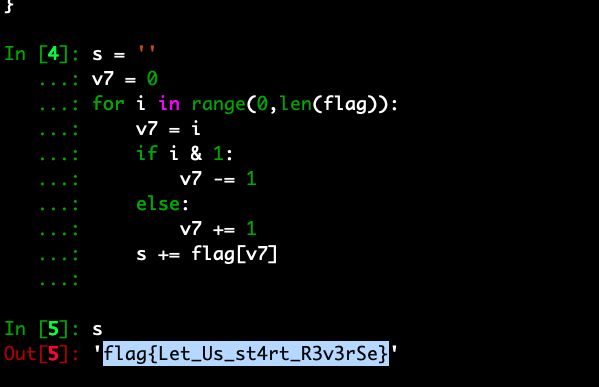 }
In [4]: s = ''
   ...: v7 = 0
   ...: for i in range(0,len(flag)):
   ...:     v7 = i
   ...:     if i & 1:
   ...:         v7 -= 1
   ...:     else:
   ...:         v7 += 1
   ...:     s += flag[v7]
   ...:
In [5]: s
Out[5]: 'flag{Let_Us_st4rt_R3v3rSe}'